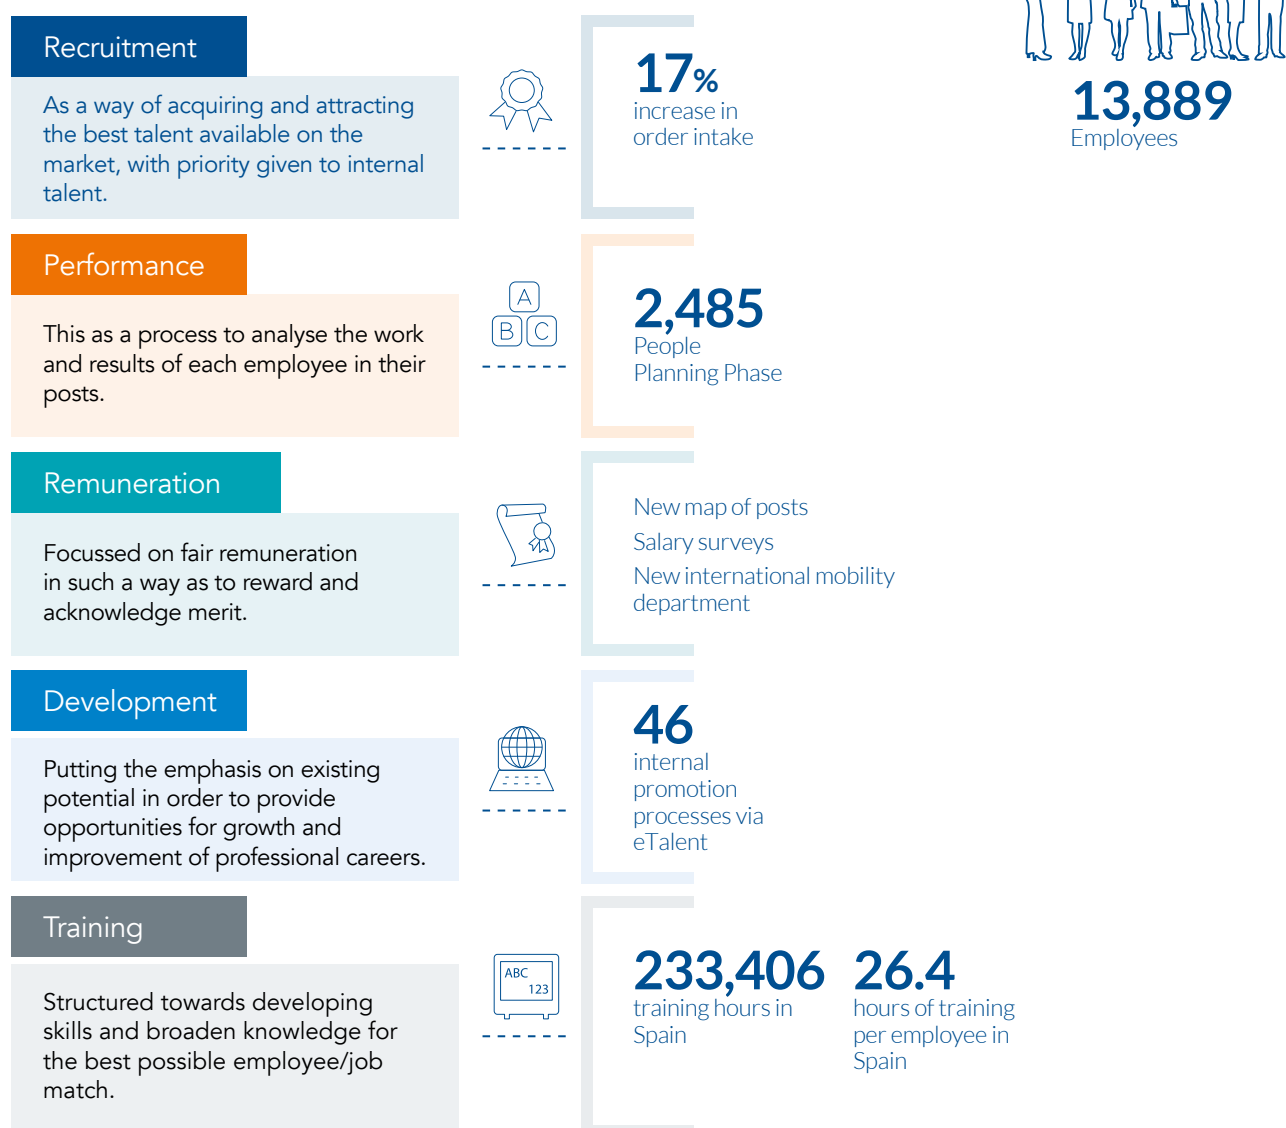 Recruitment
As a way of acquiring and attracting
the best talent available on the
market, with priority given to internal
talent.
17%
increase in
order intake
13,889
Employees
Performance
This as a process to analyse the work
and results of each employee in their
posts.
A
B C
2,485
People
Planning Phase
Remuneration
Focussed on fair remuneration
in such a way as to reward and
acknowledge merit.
New map of posts
Salary surveys
New international mobility
department
Development
Putting the emphasis on existing
potential in order to provide
opportunities for growth and
improvement of professional careers.
46
internal
promotion
processes via
eTalent
Training
Structured towards developing
skills and broaden knowledge for
the best possible employee/job
match.
ABC
123
233,406
training hours in
Spain
26.4
hours of training
per employee in
Spain